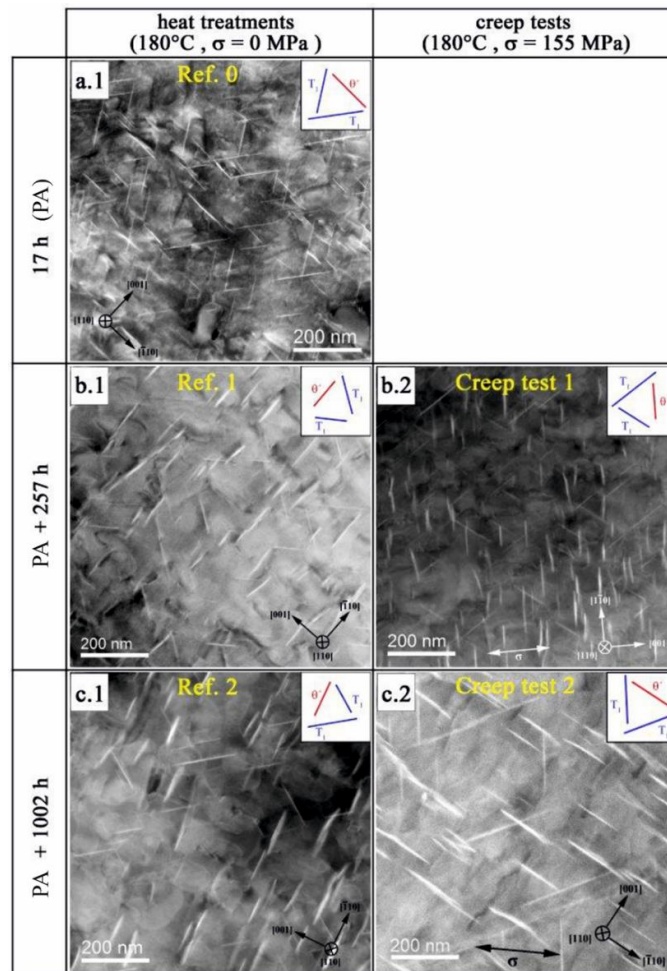 heat treatments
(180°C , σ = 0 MPa )
creep tests
(180°C , σ = 155 MPa)
17 h (PA)
a.1
Ref. 0
T₁
θ'
T₁
[001]
[110]
[1̄10]
200 nm
PA + 257 h
b.1
Ref. 1
θ'
T₁
T₁
[001]
[1̄10]
[110]
200 nm
b.2
Creep test 1
T₁
θ'
T₁
[11̄0]
[110]
[001]
200 nm
σ
PA + 1002 h
c.1
Ref. 2
θ'
T₁
T₁
[1̄10]
[001]
[110]
200 nm
c.2
Creep test 2
T₁
θ'
T₁
[001]
[110]
[1̄10]
200 nm
σ